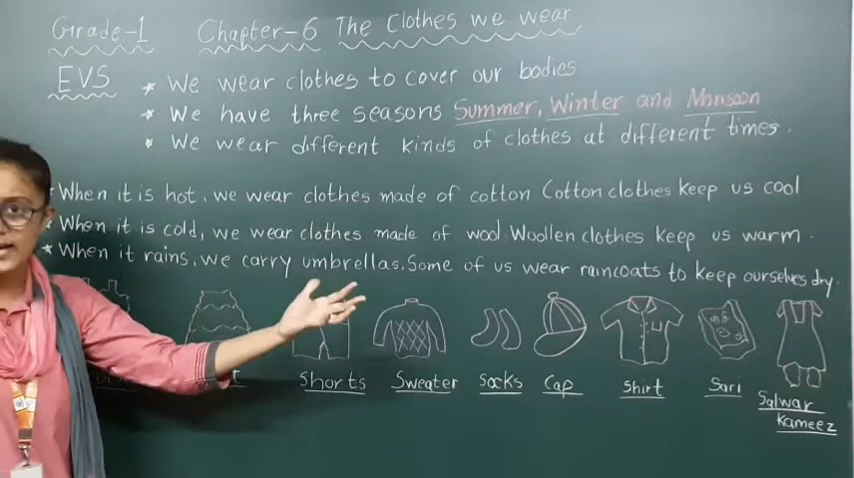 Grade-1 Chapter-6 The Clothes we wear
EVS
* We wear clothes to cover our bodies
* We have three seasons Summer, Winter and Monsoon
* We wear different kinds of clothes at different times.
* When it is hot, we wear clothes made of cotton Cotton clothes keep us cool
* When it is cold, we wear clothes made of wool. Woollen clothes keep us warm.
* When it rains, we carry umbrellas. Some of us wear raincoats to keep ourselves dry.
Shorts Sweater Socks Cap Shirt Sari Salwar
Kameez